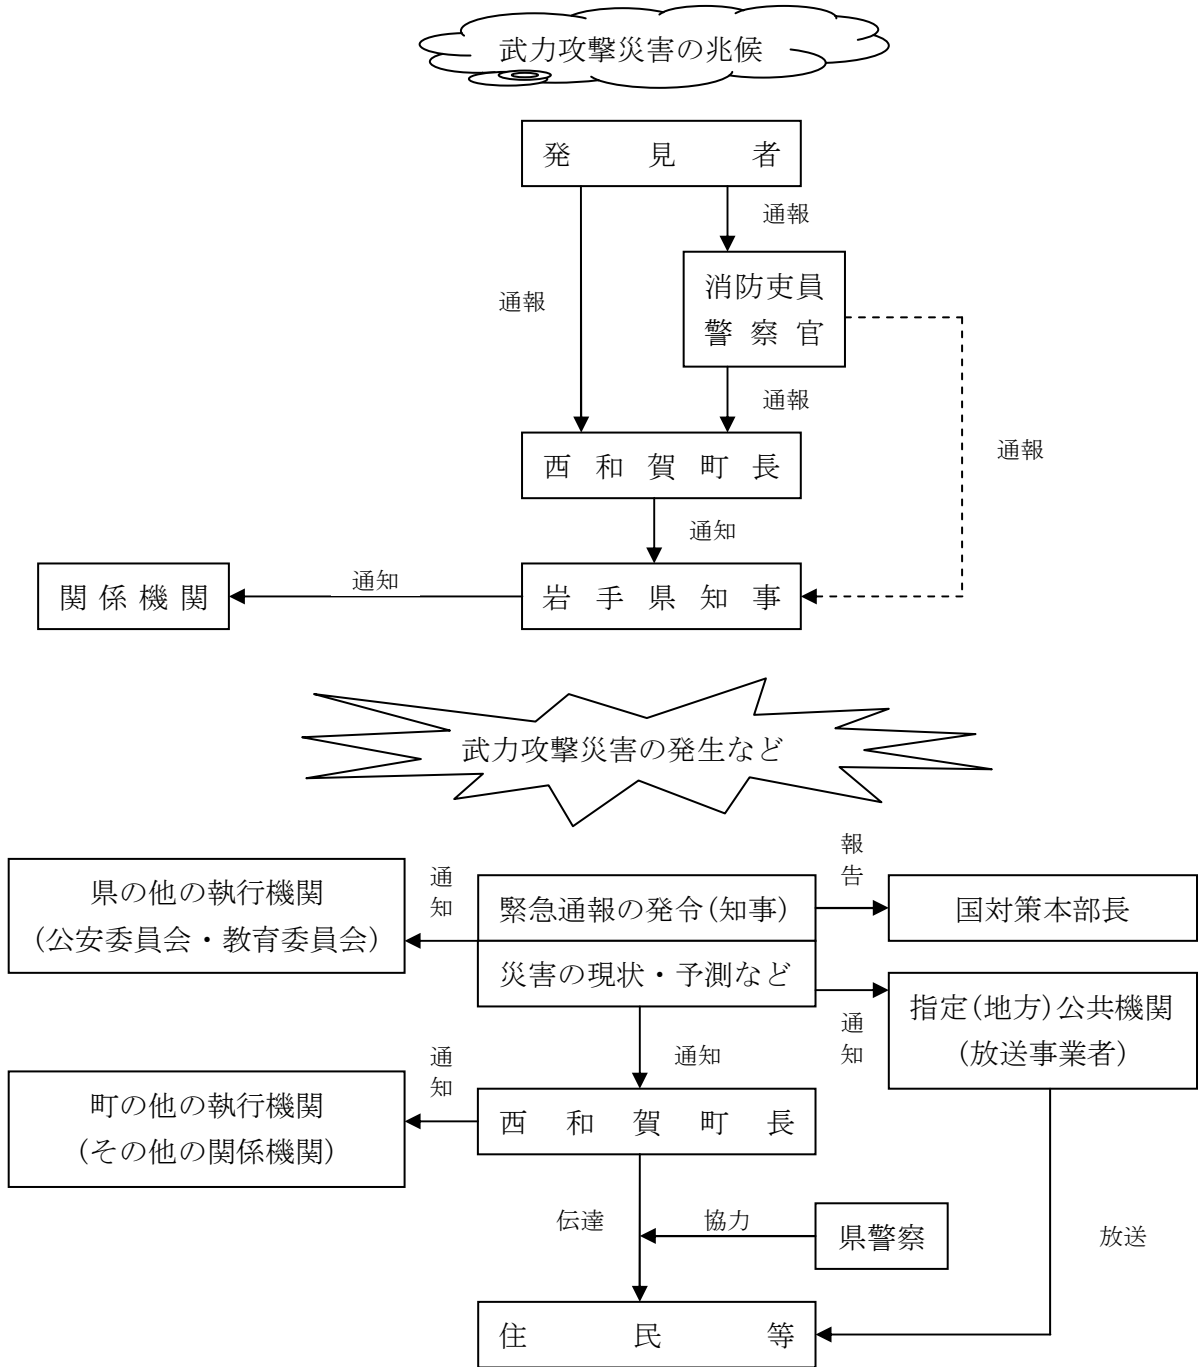 武力攻撃災害の兆候
発見者
通報
消防吏員
警察官
通報
通報
通報
西和賀町長
通知
岩手県知事
通知
関係機関
武力攻撃災害の発生など
県の他の執行機関
(公安委員会・教育委員会)
通知
緊急通報の発令(知事)
災害の現状・予測など
報告
国対策本部長
通知
指定(地方)公共機関
(放送事業者)
通知
町の他の執行機関
(その他の関係機関)
通知
西和賀町長
伝達
協力
県警察
放送
住民等